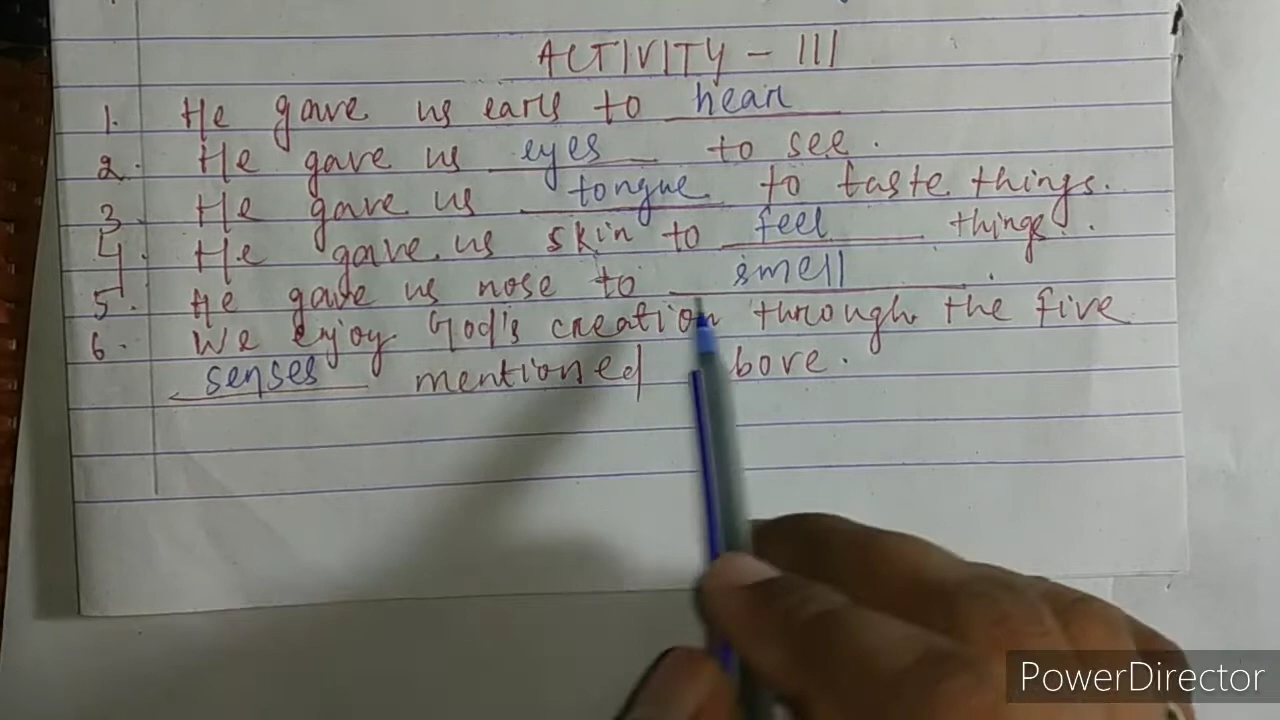 ACTIVITY - III
1. He gave us ears to hear
2. He gave us eyes to see.
3. He gave us tongue to taste things.
4. He gave us skin to feel things.
5. He gave us nose to smell.
6. We enjoy God's creation through the five
senses mentioned bove.
PowerDirector